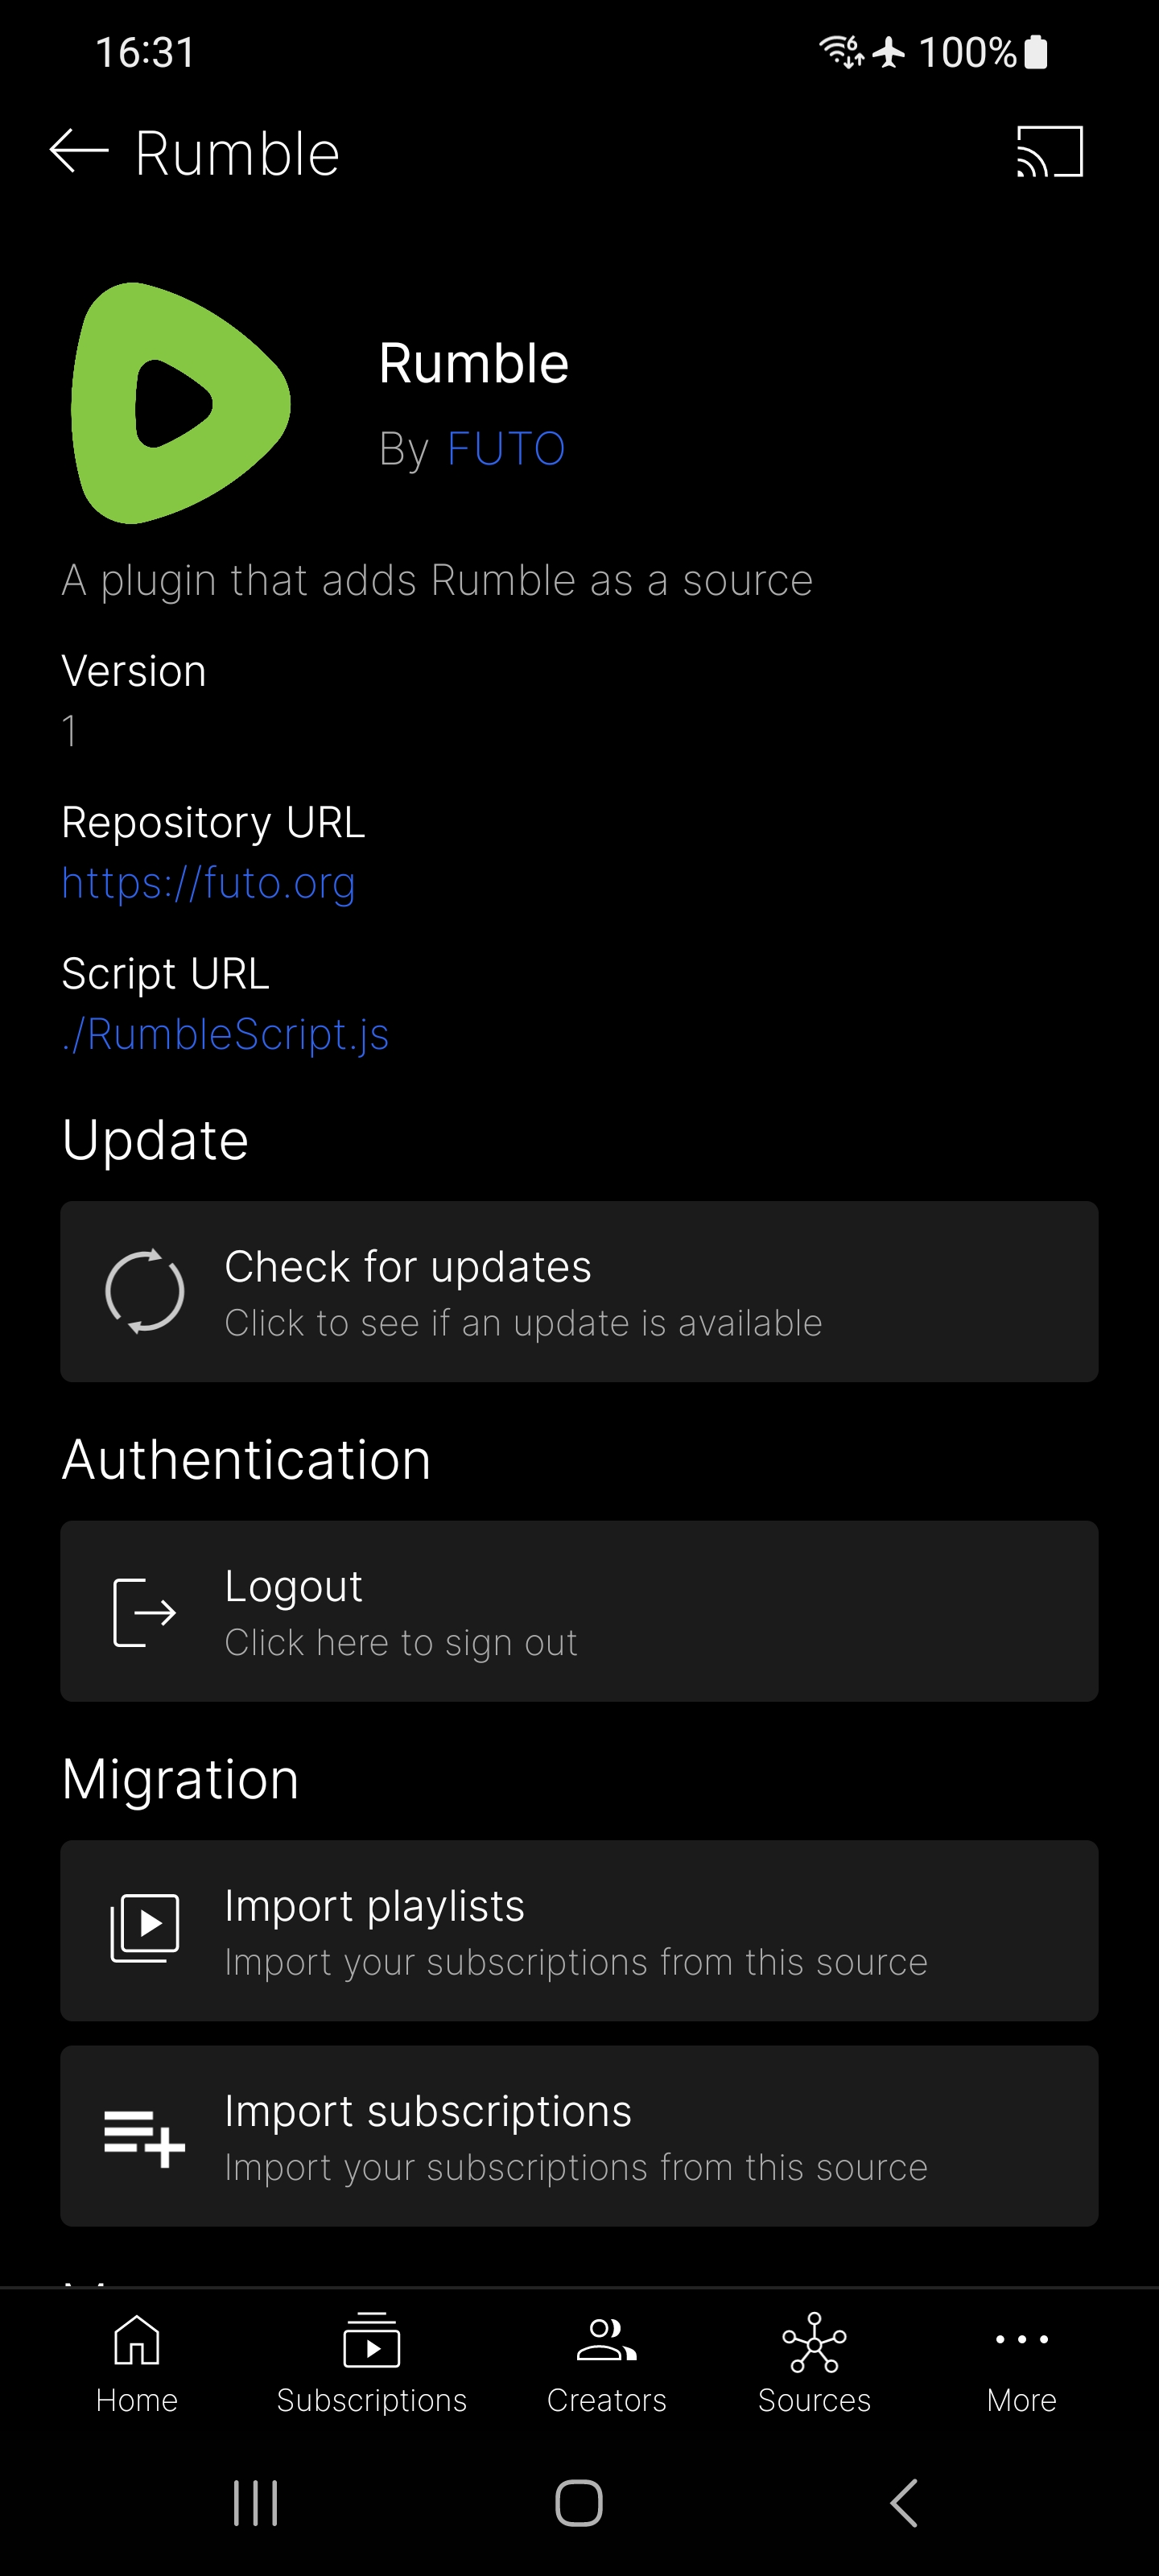 16:31
6
100%
Rumble
Rumble
By FUTO
A plugin that adds Rumble as a source
Version
1
Repository URL
https://futo.org
Script URL
./RumbleScript.js
Update
Check for updates
Click to see if an update is available
Authentication
Logout
Click here to sign out
Migration
Import playlists
Import your subscriptions from this source
Import subscriptions
Import your subscriptions from this source
Home
Subscriptions
Creators
Sources
More